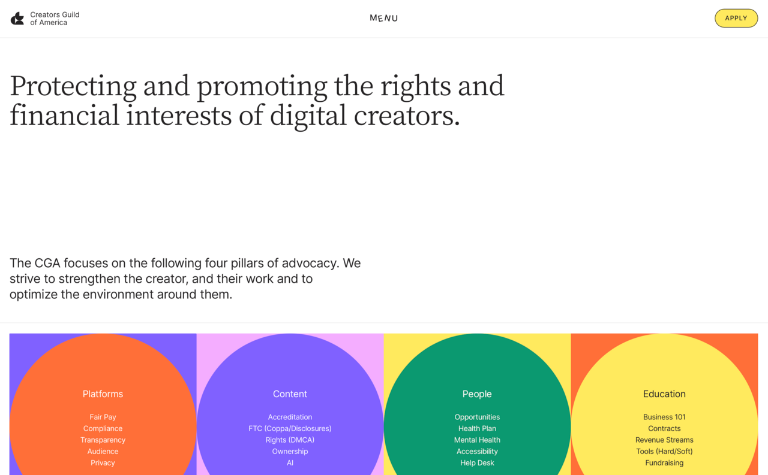 Creators Guild
of America
MENU
APPLY
Protecting and promoting the rights and
financial interests of digital creators.
The CGA focuses on the following four pillars of advocacy. We
strive to strengthen the creator, and their work and to
optimize the environment around them.
Platforms
Fair Pay
Compliance
Transparency
Audience
Privacy
Content
Accreditation
FTC (Coppa/Disclosures)
Rights (DMCA)
Ownership
AI
People
Opportunities
Health Plan
Mental Health
Accessibility
Help Desk
Education
Business 101
Contracts
Revenue Streams
Tools (Hard/Soft)
Fundraising